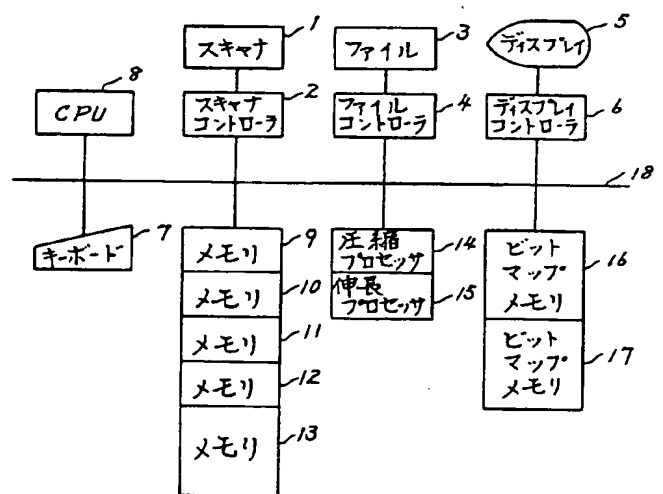 1
スキャナ
3
ファイル
5
ディスプレイ
8
CPU
2
スキャナ
コントローラ
4
ファイル
コントローラ
6
ディスプレイ
コントローラ
18
7
キーボード
9
メモリ
10
メモリ
11
メモリ
12
メモリ
13
メモリ
14
圧縮
プロセッサ
15
伸長
プロセッサ
16
ビット
マップ
メモリ
17
ビット
マップ
メモリ